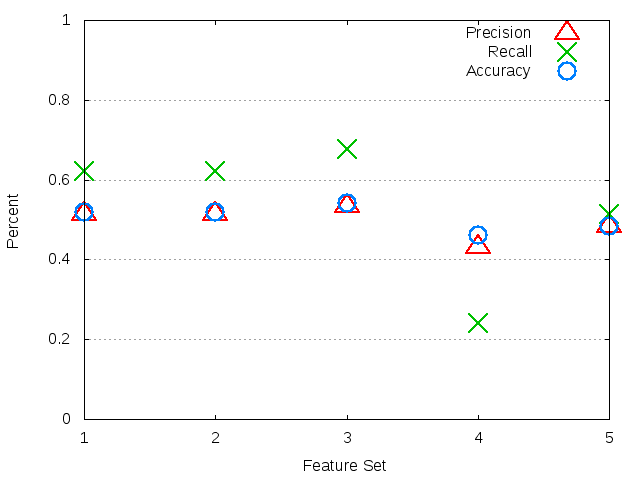 1
Precision
Recall
Accuracy
0.8
0.6
0.4
0.2
0
Percent
1 2 3 4 5
Feature Set